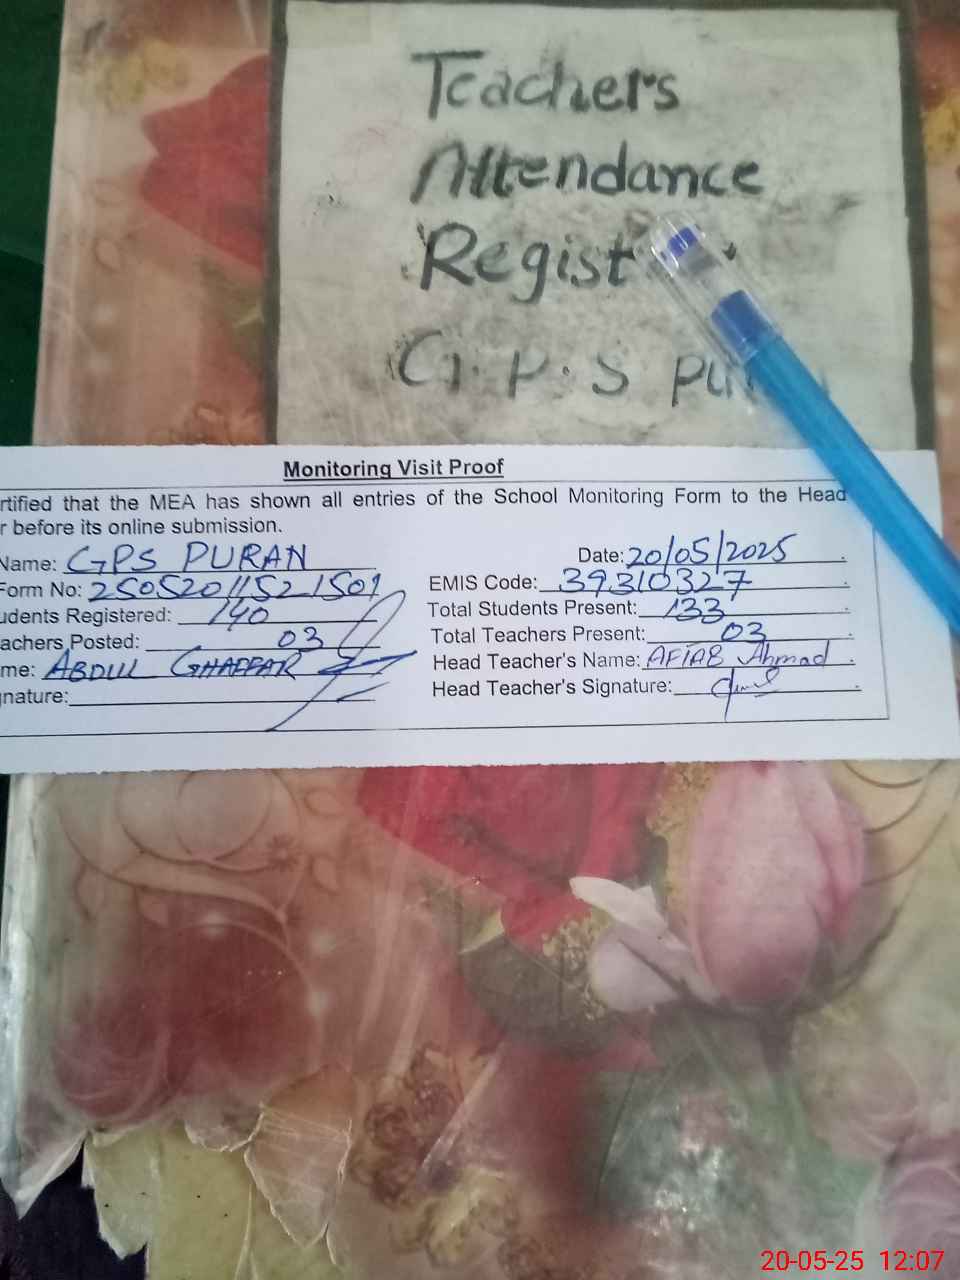 Teachers
Attendance
G.P.S
Monitoring Visit Proof
rtified that the MEA has shown all entries of the School Monitoring Form to the Head
r before its online submission.
Name: GPS PURAN Date: 20/05/2025
Form No: EMIS Code: 39310327
udents Registered: 140 Total Students Present: 133
achers Posted: 03 Total Teachers Present: 03
me: ABDUL GHAFFAR Head Teacher's Name: AFTAB Ahmad
gnature: Head Teacher's Signature:
20-05-25 12:07